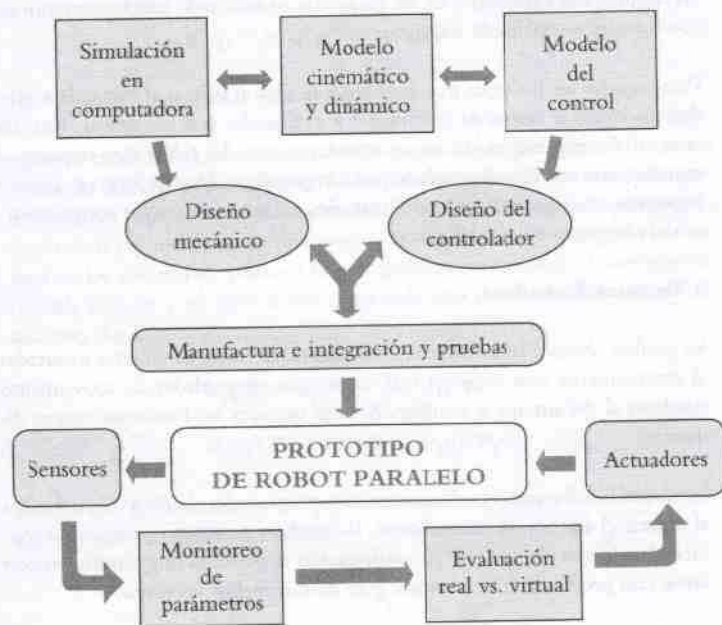 Simulación
en
computadora
Modelo
cinemático
y dinámico
Modelo
del
control
Diseño
mecánico
Diseño del
controlador
Manufactura e integración y pruebas
Sensores
PROTOTIPO
DE ROBOT PARALELO
Actuadores
Monitoreo
de
parámetros
Evaluación
real vs. virtual